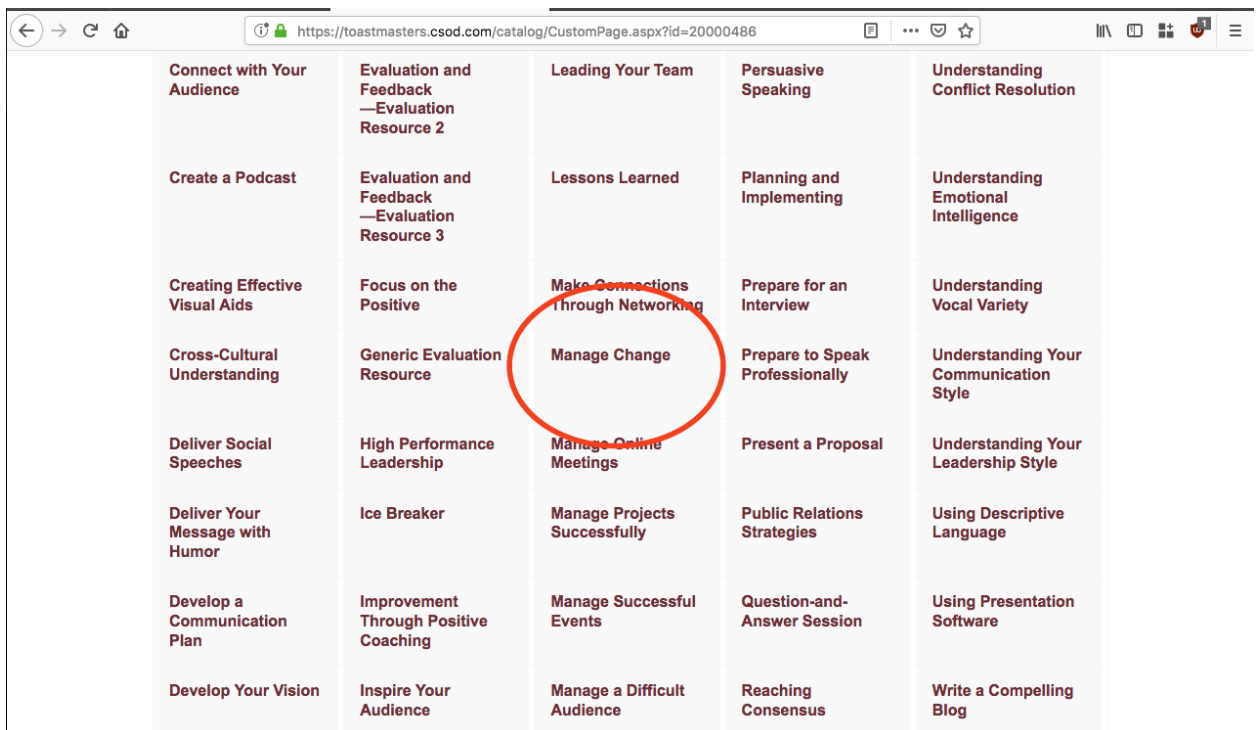 https://toastmasters.csod.com/catalog/CustomPage.aspx?id=20000486
1
Connect with Your
Audience
Evaluation and
Feedback
—Evaluation
Resource 2
Leading Your Team
Persuasive
Speaking
Understanding
Conflict Resolution
Create a Podcast
Evaluation and
Feedback
—Evaluation
Resource 3
Lessons Learned
Planning and
Implementing
Understanding
Emotional
Intelligence
Creating Effective
Visual Aids
Focus on the
Positive
Make Connections
Through Networking
Prepare for an
Interview
Understanding
Vocal Variety
Cross-Cultural
Understanding
Generic Evaluation
Resource
Manage Change
Prepare to Speak
Professionally
Understanding Your
Communication
Style
Deliver Social
Speeches
High Performance
Leadership
Manage Online
Meetings
Present a Proposal
Understanding Your
Leadership Style
Deliver Your
Message with
Humor
Ice Breaker
Manage Projects
Successfully
Public Relations
Strategies
Using Descriptive
Language
Develop a
Communication
Plan
Improvement
Through Positive
Coaching
Manage Successful
Events
Question-and-
Answer Session
Using Presentation
Software
Develop Your Vision
Inspire Your
Audience
Manage a Difficult
Audience
Reaching
Consensus
Write a Compelling
Blog